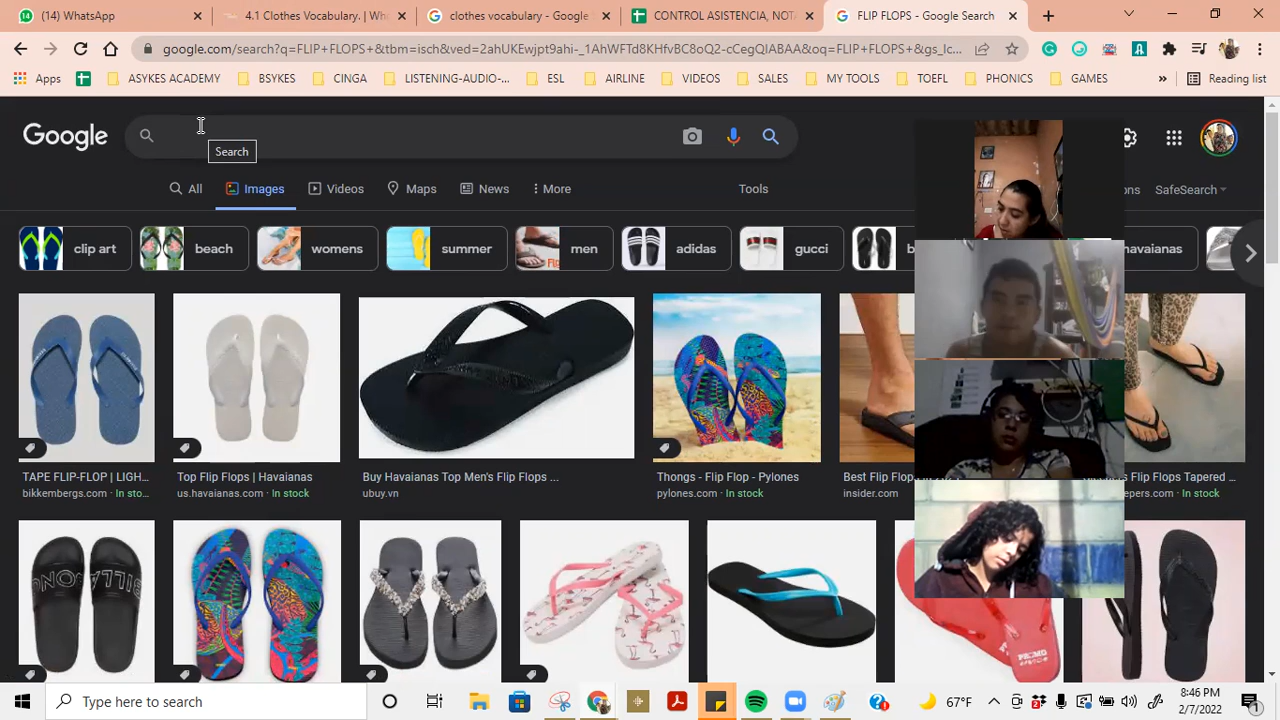 (14) WhatsApp
4.1 Clothes Vocabulary. | Wh
clothes vocabulary - Google S
CONTROL ASISTENCIA, NOTA
FLIP FLOPS - Google Search
google.com/search?q=FLIP+FLOPS+&tbm=isch&ved=2ahUKEwjpt9ahi-_1AhWFTd8KHfvBC8oQ2-cCegQIABAA&oq=FLIP+FLOPS+&gs_lc...
Apps
ASYKES ACADEMY
BSYKES
CINGA
LISTENING-AUDIO-...
ESL
AIRLINE
VIDEOS
SALES
MY TOOLS
TOEFL
PHONICS
GAMES
Reading list
Google
Search
All
Images
Videos
Maps
News
More
Tools
ons
SafeSearch
clip art
beach
womens
summer
men
adidas
gucci
b
havaianas
TAPE FLIP-FLOP | LIGH...
bikkembergs.com - In sto...
Top Flip Flops | Havaianas
us.havaianas.com - In stock
Buy Havaianas Top Men's Flip Flops ...
ubuy.vn
Thongs - Flip Flop - Pylones
pylones.com - In stock
Best Flip Flop
insider.com
Tapered ...
epers.com - In stock
Type here to search
67°F
8:46 PM
2/7/2022